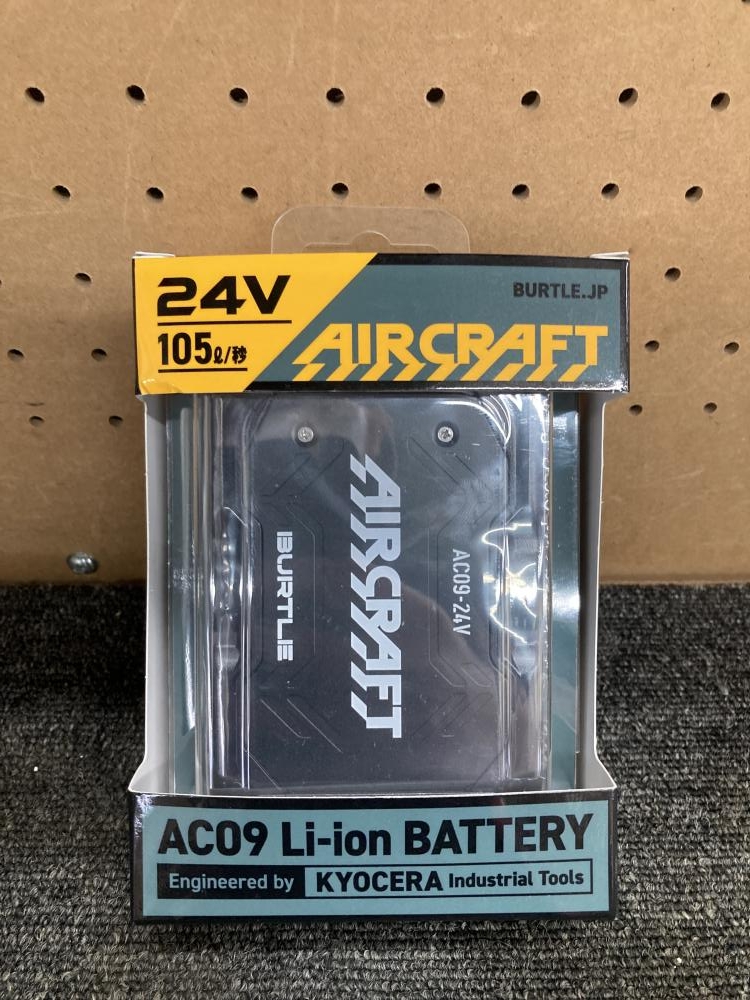 24V
105ℓ/秒
BURTLE.JP
AIRCRAFT
BURTLE
AIRCRAFT
AC09-24V
AC09 Li-ion BATTERY
Engineered by KYOCERA Industrial Tools